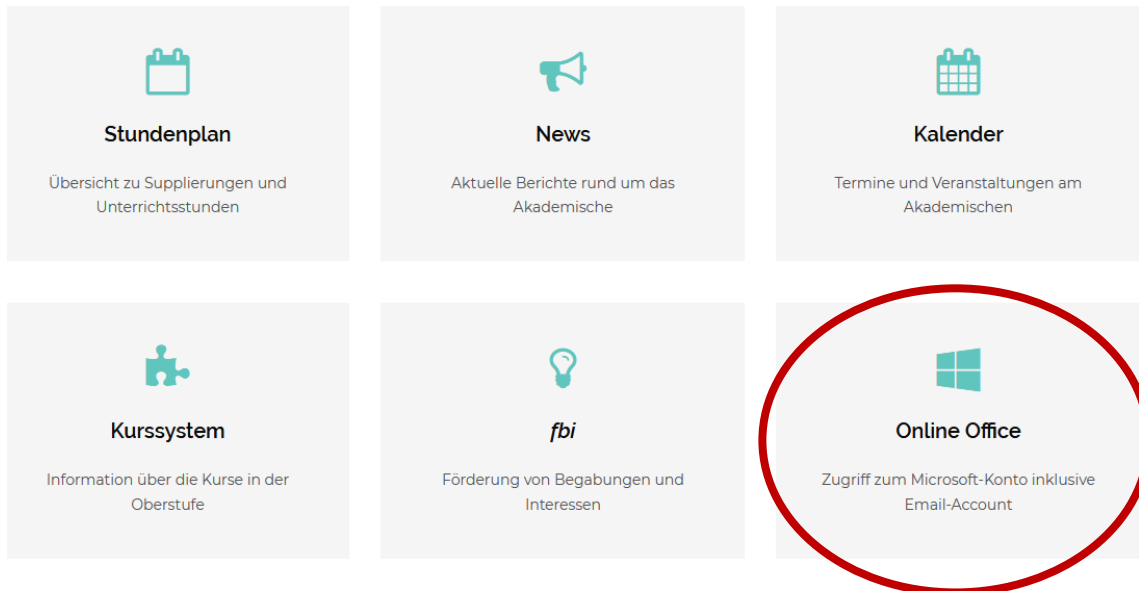 Stundenplan
Übersicht zu Supplierungen und
Unterrichtsstunden
News
Aktuelle Berichte rund um das
Akademische
Kalender
Termine und Veranstaltungen am
Akademischen
Kurssystem
Information über die Kurse in der
Oberstufe
fbi
Förderung von Begabungen und
Interessen
Online Office
Zugriff zum Microsoft-Konto inklusive
Email-Account